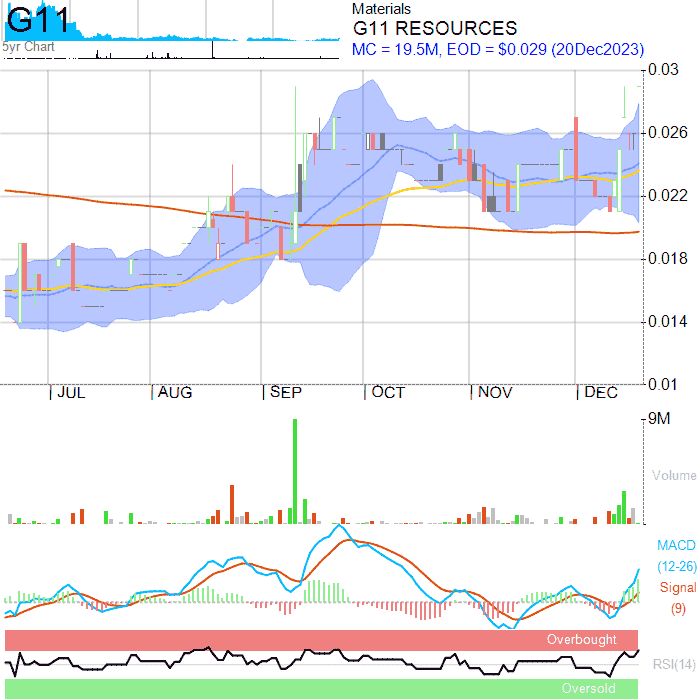 G11
5yr Chart
Materials
G11 RESOURCES
MC = 19.5M, EOD = $0.029 (20Dec2023)
0.03
0.026
0.022
0.018
0.014
0.01
JUL AUG SEP OCT NOV DEC
9M
Volume
MACD
(12-26)
Signal
(9)
Overbought
RSI(14)
Oversold